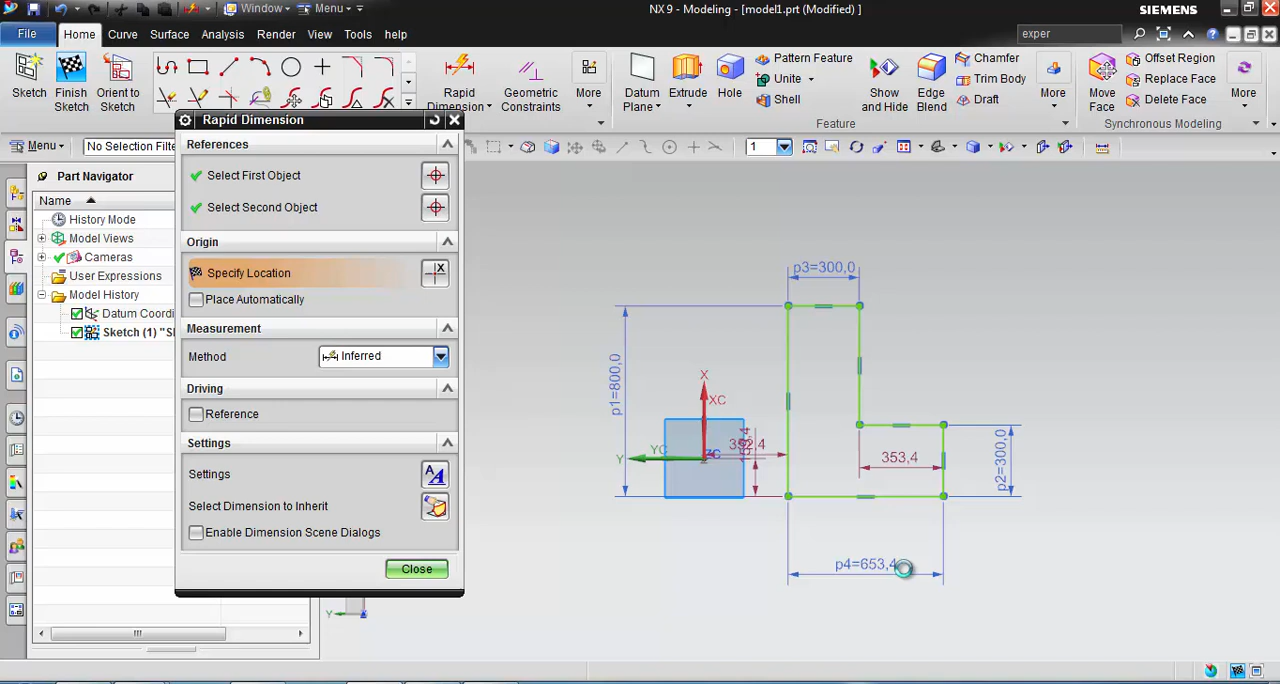 Window
Menu
NX 9 - Modeling - [model1.prt (Modified) ]
SIEMENS
File
Home
Curve
Surface
Analysis
Render
View
Tools
help
exper
Sketch
Finish Sketch
Orient to Sketch
Rapid Dimension
Geometric Constraints
More
Datum Plane
Extrude
Hole
Pattern Feature
Unite
Shell
Show and Hide
Edge Blend
Chamfer
Trim Body
Draft
More
Move Face
Offset Region
Replace Face
Delete Face
More
Feature
Synchronous Modeling
Menu
No Selection Filte
1
Part Navigator
Name
History Mode
Model Views
Cameras
User Expressions
Model History
Datum Coordi
Sketch (1) "Sl
Rapid Dimension
References
Select First Object
Select Second Object
Origin
Specify Location
Place Automatically
Measurement
Method
Inferred
Driving
Reference
Settings
Settings
Select Dimension to Inherit
Enable Dimension Scene Dialogs
Close
p3=300,0
p1=800,0
X
XC
YC
Y
353,4
p2=300,0
p4=653,4
Y